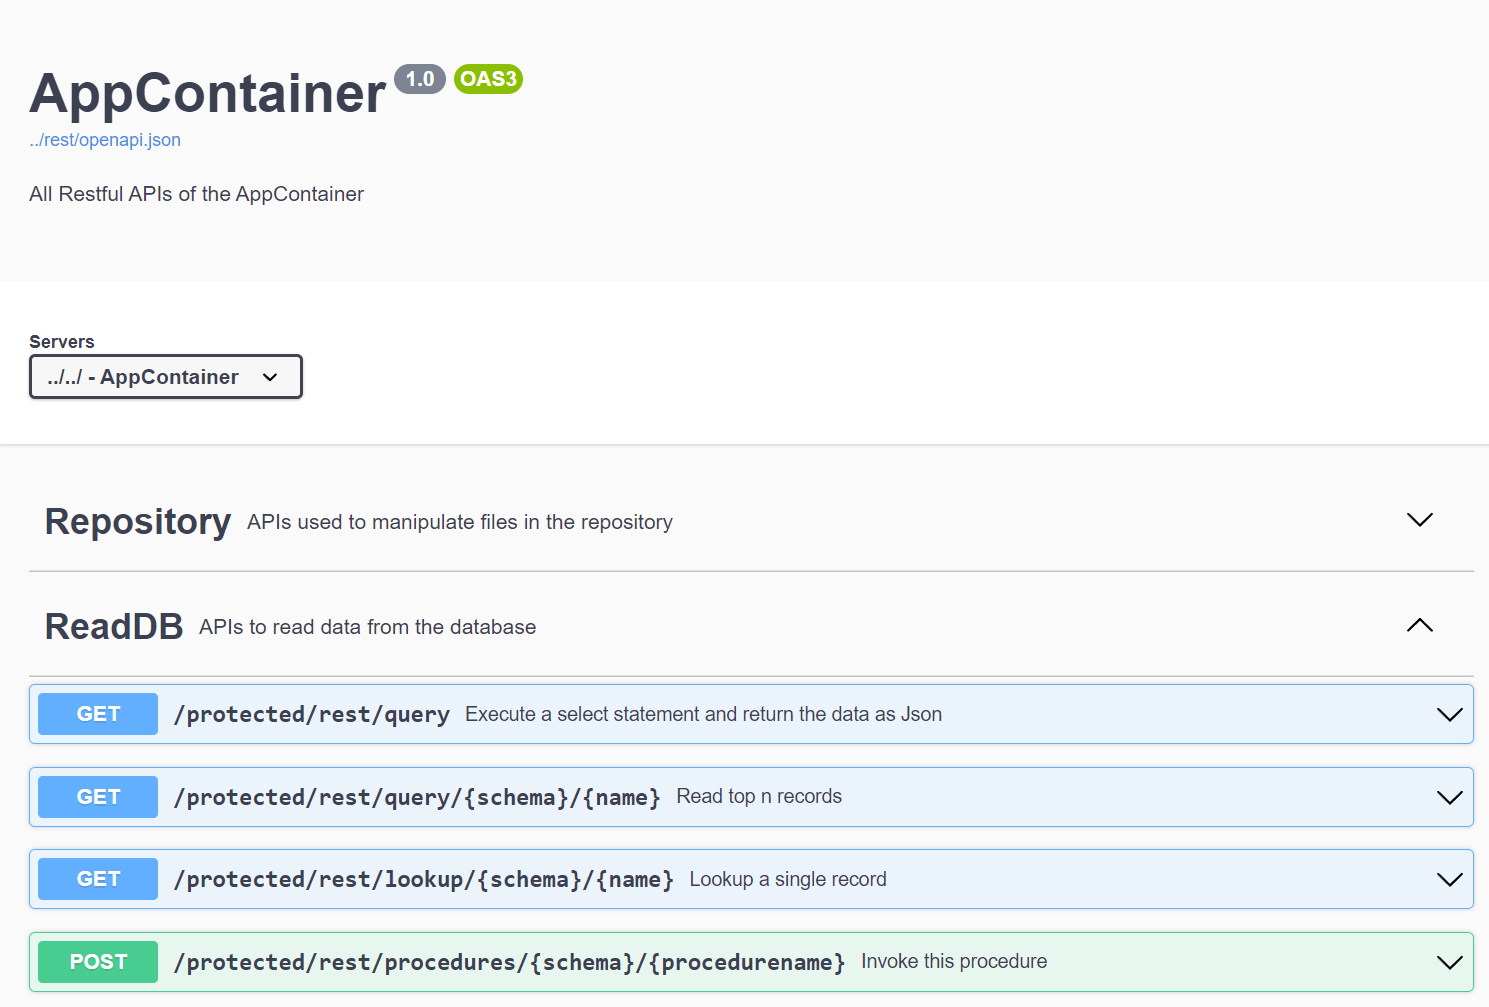 AppContainer 1.0 OAS3
../rest/openapi.json
All Restful APIs of the AppContainer
Servers
../../ - AppContainer
Repository APIs used to manipulate files in the repository
ReadDB APIs to read data from the database
GET /protected/rest/query Execute a select statement and return the data as Json
GET /protected/rest/query/{schema}/{name} Read top n records
GET /protected/rest/lookup/{schema}/{name} Lookup a single record
POST /protected/rest/procedures/{schema}/{procedurename} Invoke this procedure